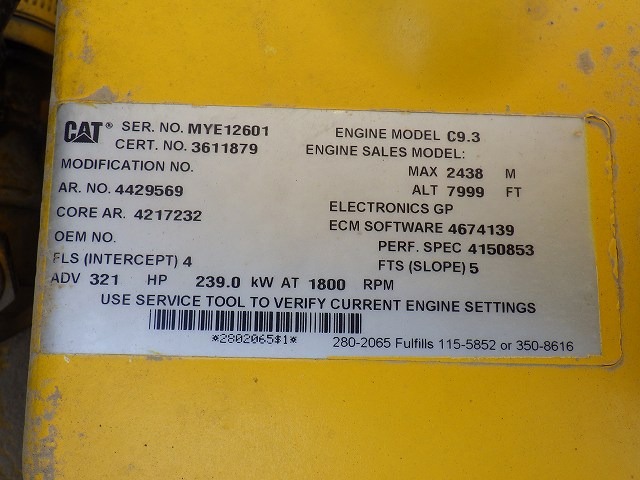 CAT® SER. NO. MYE12601 ENGINE MODEL C9.3
CERT. NO. 3611879 ENGINE SALES MODEL:
MODIFICATION NO. MAX 2438 M
AR. NO. 4429569 ALT 7999 FT
CORE AR. 4217232 ELECTRONICS GP
ECM SOFTWARE 4674139
OEM NO. PERF. SPEC 4150853
FLS (INTERCEPT) 4 FTS (SLOPE) 5
ADV 321 HP 239.0 kW AT 1800 RPM
USE SERVICE TOOL TO VERIFY CURRENT ENGINE SETTINGS
*2802065$1* 280-2065 Fulfills 115-5852 or 350-8616